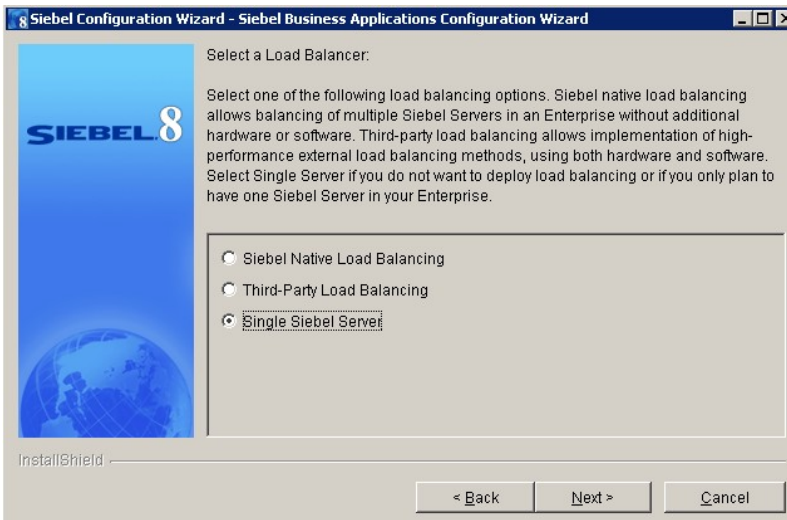 8 Siebel Configuration Wizard - Siebel Business Applications Configuration Wizard
SIEBEL.8
Select a Load Balancer:
Select one of the following load balancing options. Siebel native load balancing
allows balancing of multiple Siebel Servers in an Enterprise without additional
hardware or software. Third-party load balancing allows implementation of high-
performance external load balancing methods, using both hardware and software.
Select Single Server if you do not want to deploy load balancing or if you only plan to
have one Siebel Server in your Enterprise.
Siebel Native Load Balancing
Third-Party Load Balancing
Single Siebel Server
InstallShield
< Back
Next >
Cancel